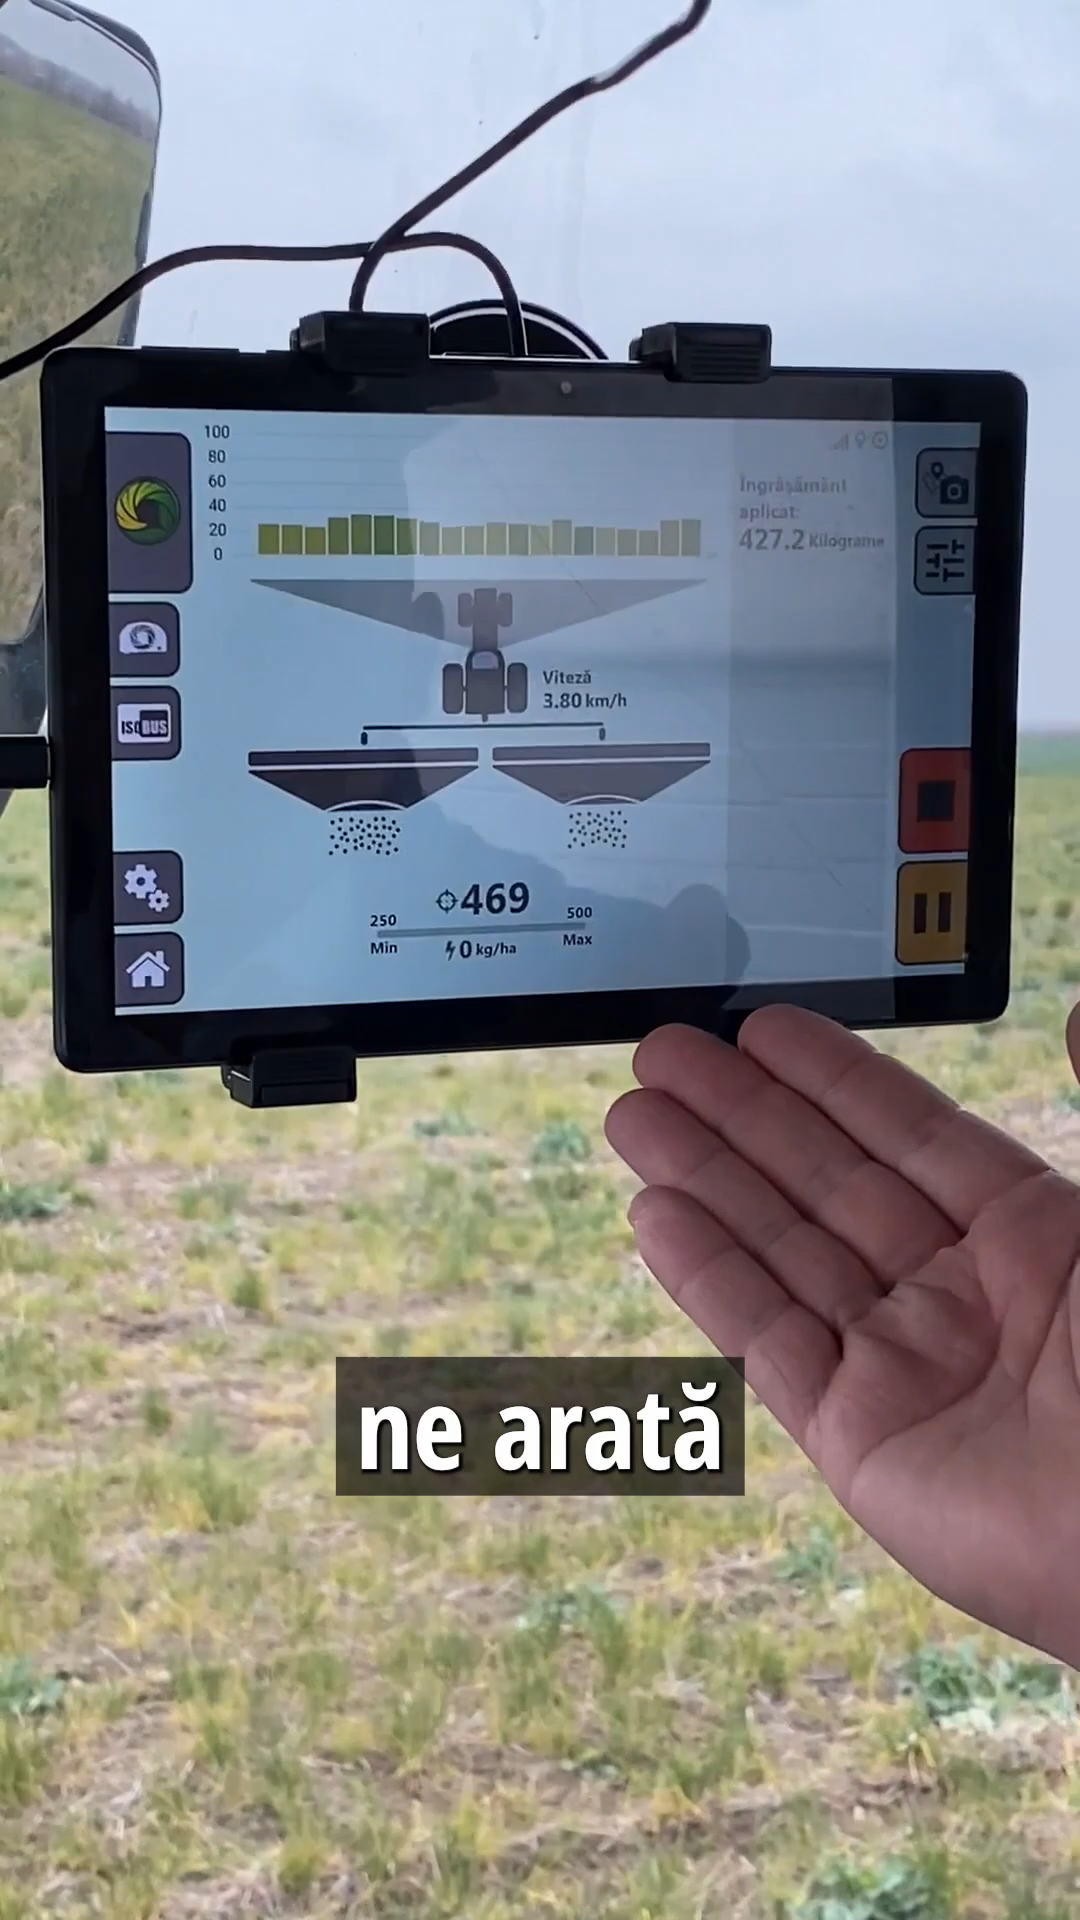 100
80
60
40
20
0
Îngrășământ
aplicat:
427.2 Kilograme
ISOBUS
Viteză
3.80 km/h
469
250
500
Min
0 kg/ha
Max
ne arată